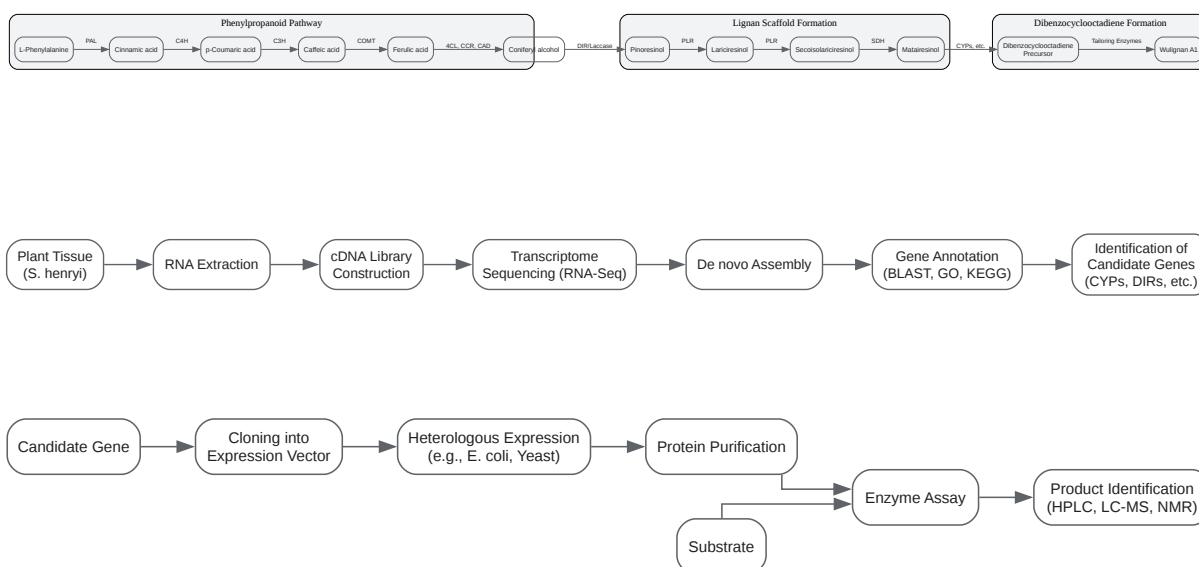 Phenylpropanoid Pathway
Lignan Scaffold Formation
Dibenzocyclooctadiene Formation
L-Phenylalanine
PAL
Cinnamic acid
C4H
p-Coumaric acid
C3H
Caffeic acid
COMT
Ferulic acid
4CL, CCR, CAD
Coniferyl alcohol
DIR/Laccase
Pinoresinol
PLR
Lariciresinol
PLR
Secoisolariciresinol
SDH
Matairesinol
CYPs, etc.
Dibenzocyclooctadiene
Precursor
Tailoring Enzymes
Wulignan A1
Plant Tissue
(S. henryi)
RNA Extraction
cDNA Library
Construction
Transcriptome
Sequencing (RNA-Seq)
De novo Assembly
Gene Annotation
(BLAST, GO, KEGG)
Identification of
Candidate Genes
(CYPs, DIRs, etc.)
Candidate Gene
Cloning into
Expression Vector
Heterologous Expression
(e.g., E. coli, Yeast)
Protein Purification
Substrate
Enzyme Assay
Product Identification
(HPLC, LC-MS, NMR)